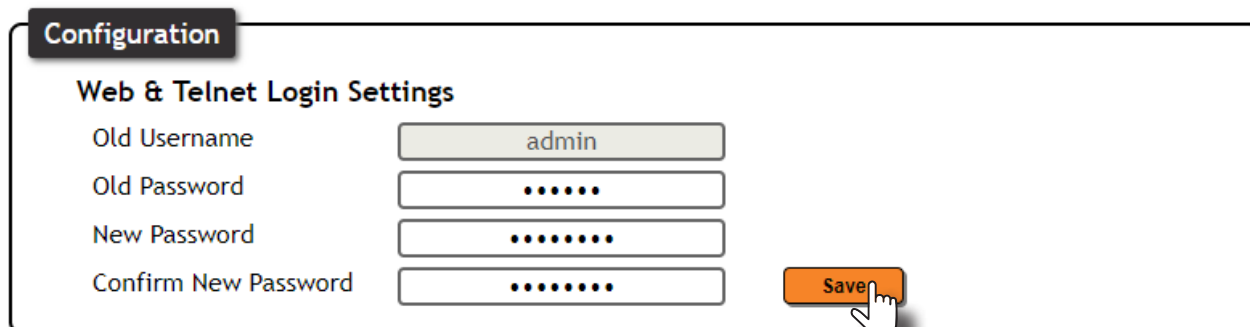 Configuration
Web & Telnet Login Settings
Old Username admin
Old Password ••••••
New Password ••••••••
Confirm New Password •••••••• Save